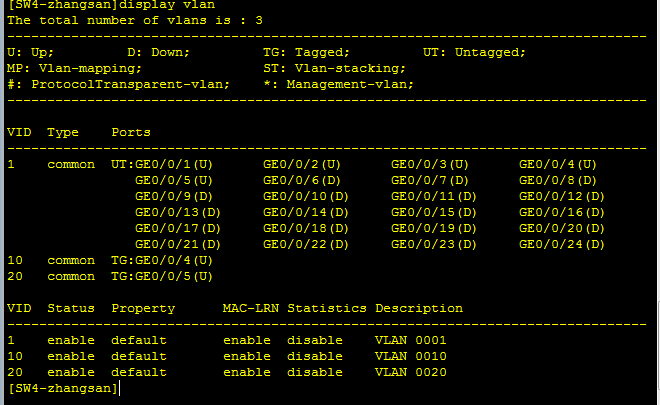 [SW4-zhangsan]display vlan
The total number of vlans is : 3
--------------------------------------------------------------------------------
U: Up;         D: Down;         TG: Tagged;         UT: Untagged;
MP: Vlan-mapping;               ST: Vlan-stacking;
#: ProtocolTransparent-vlan;    *: Management-vlan;
--------------------------------------------------------------------------------
VID  Type    Ports
--------------------------------------------------------------------------------
1    common  UT:GE0/0/1(U)      GE0/0/2(U)      GE0/0/3(U)      GE0/0/4(U)
                GE0/0/5(U)      GE0/0/6(D)      GE0/0/7(D)      GE0/0/8(D)
                GE0/0/9(D)      GE0/0/10(D)     GE0/0/11(D)     GE0/0/12(D)
                GE0/0/13(D)     GE0/0/14(D)     GE0/0/15(D)     GE0/0/16(D)
                GE0/0/17(D)     GE0/0/18(D)     GE0/0/19(D)     GE0/0/20(D)
                GE0/0/21(D)     GE0/0/22(D)     GE0/0/23(D)     GE0/0/24(D)
10   common  TG:GE0/0/4(U)
20   common  TG:GE0/0/5(U)
VID  Status  Property      MAC-LRN Statistics Description
--------------------------------------------------------------------------------
1    enable  default       enable  disable    VLAN 0001
10   enable  default       enable  disable    VLAN 0010
20   enable  default       enable  disable    VLAN 0020
[SW4-zhangsan]